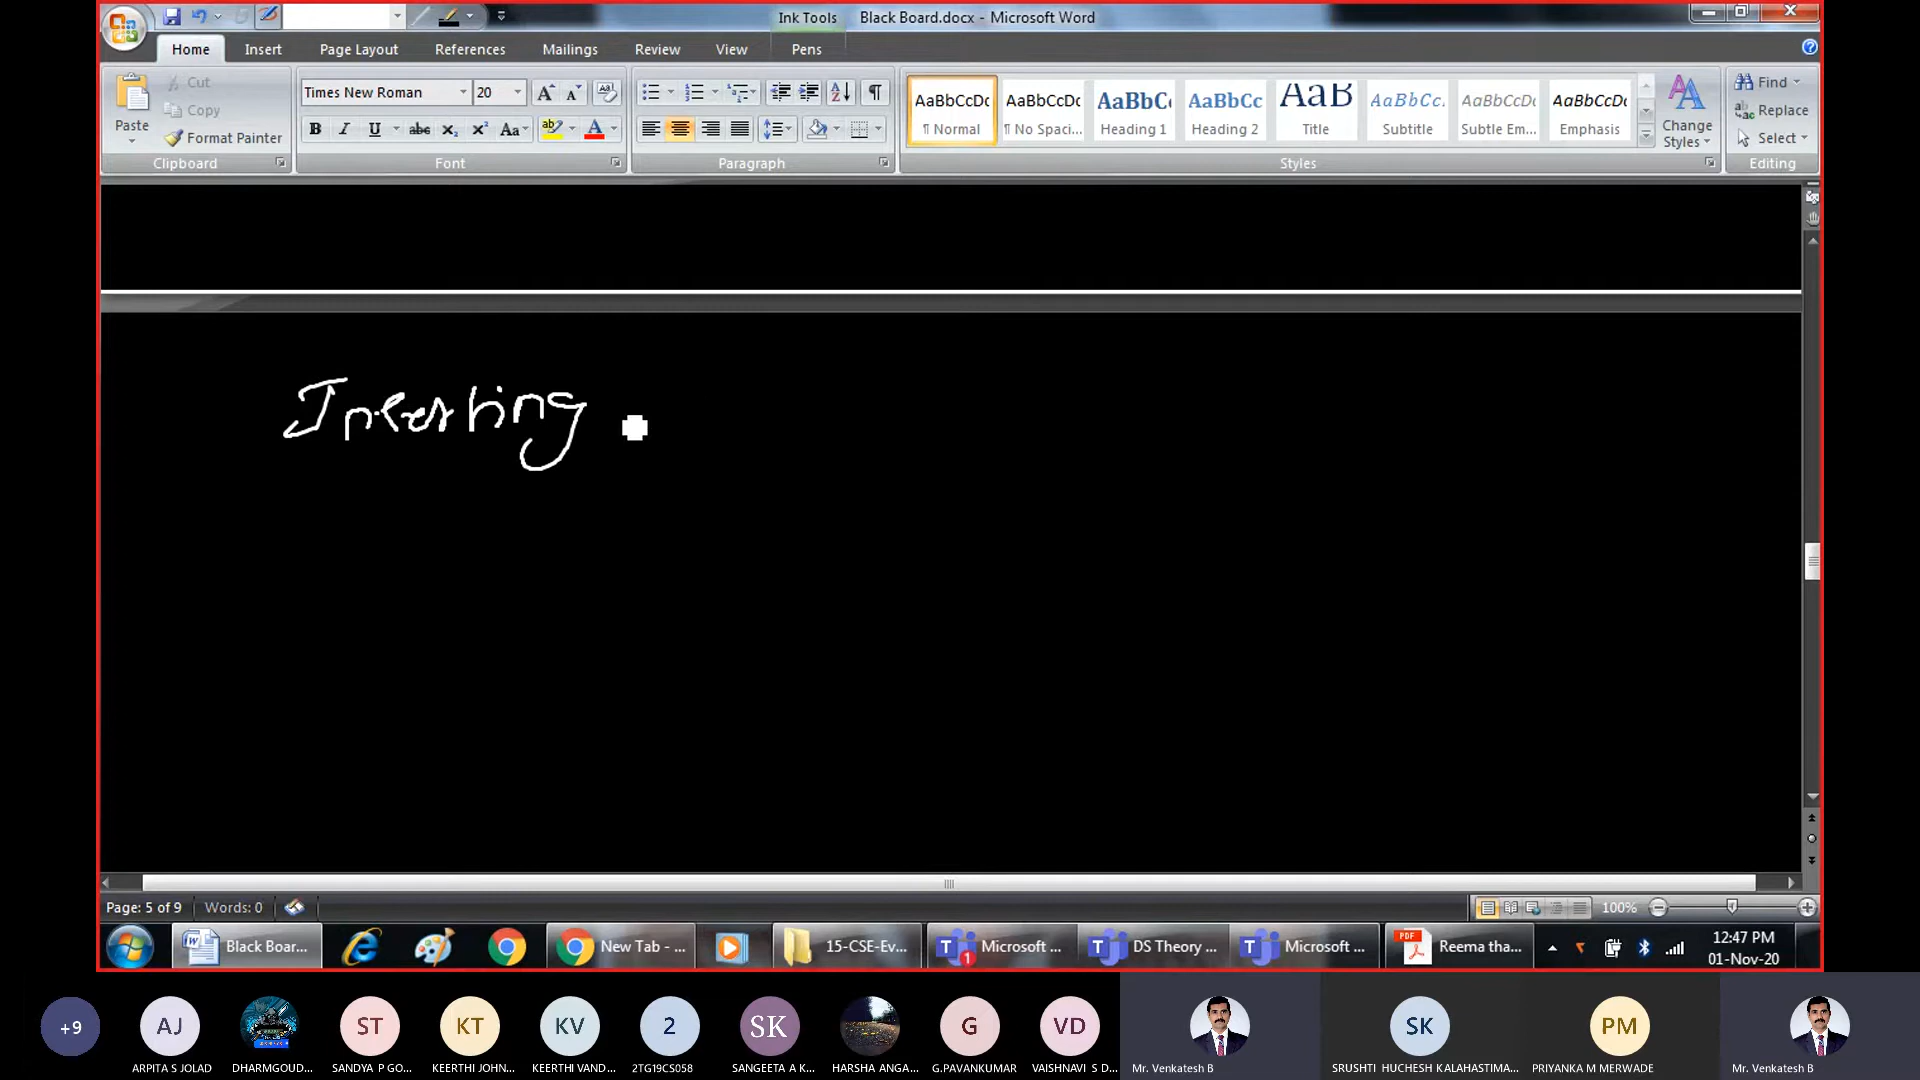 Ink Tools Black Board.docx - Microsoft Word
Home Insert Page Layout References Mailings Review View Pens
Paste Cut Copy Format Painter Clipboard
Times New Roman 20 Font
Paragraph
AaBbCcDc AaBbCcDc AaBbC AaBbCc AaB AaBbCc. AaBbCcDc AaBbCcDc
¶ Normal ¶ No Spaci... Heading 1 Heading 2 Title Subtitle Subtle Em... Emphasis Change Styles Styles
Find Replace Select Editing
Page: 5 of 9 Words: 0 100%
Black Boar... New Tab - ... 15-CSE-Ev... Microsoft ... DS Theory ... Microsoft ... Reema tha... 12:47 PM
01-Nov-20
+9 AJ ST KT KV 2 SK G VD SK PM
ARPITA S JOLAD DHARMGOUD... SANDYA P GO... KEERTHI JOHN... KEERTHI VAND... 2TG19CS058 SANGEETA A K... HARSHA ANGA... G.PAVANKUMAR VAISHNAVI S D... Mr. Venkatesh B SRUSHTI HUCHESH KALAHASTIMA... PRIYANKA M MERWADE Mr. Venkatesh B